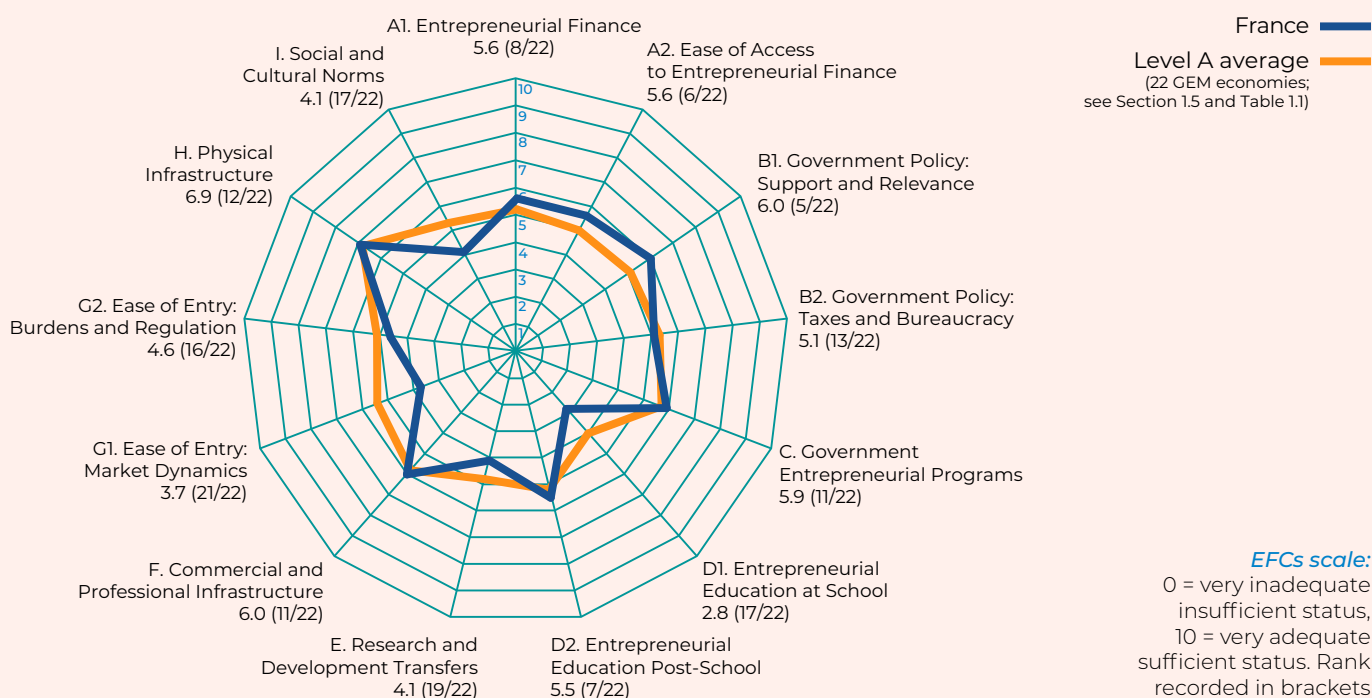 A1. Entrepreneurial Finance
5.6 (8/22)
A2. Ease of Access
to Entrepreneurial Finance
5.6 (6/22)
B1. Government Policy:
Support and Relevance
6.0 (5/22)
B2. Government Policy:
Taxes and Bureaucracy
5.1 (13/22)
C. Government
Entrepreneurial Programs
5.9 (11/22)
D1. Entrepreneurial
Education at School
2.8 (17/22)
D2. Entrepreneurial
Education Post-School
5.5 (7/22)
E. Research and
Development Transfers
4.1 (19/22)
F. Commercial and
Professional Infrastructure
6.0 (11/22)
G1. Ease of Entry:
Market Dynamics
3.7 (21/22)
G2. Ease of Entry:
Burdens and Regulation
4.6 (16/22)
H. Physical
Infrastructure
6.9 (12/22)
I. Social and
Cultural Norms
4.1 (17/22)
10
9
8
7
6
5
4
3
2
1
France
Level A average
(22 GEM economies;
see Section 1.5 and Table 1.1)
EFCs scale:
0 = very inadequate
insufficient status,
10 = very adequate
sufficient status. Rank
recorded in brackets